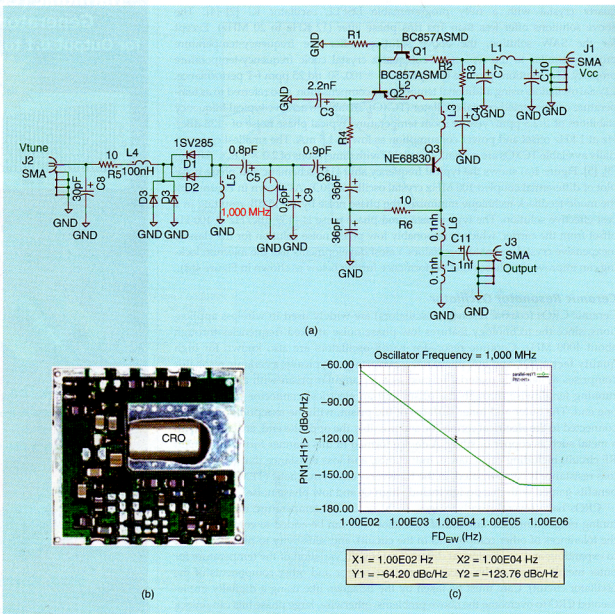 Generator
for Output 1 to
R1
GND
BC857ASMD
Q1
R2
L1
J1
SMA
Vcc
R3
C7
C10
GND
GND
GND
BC857ASMD
L2
Q2
2.2nF
C3
GND
R4
L3
C4
GND
Q3
NE68830
Vtune
J2
SMA
GND
30pF
C8
GND
10
R5
L4
100nH
1SV285
D1
D2
D3
D3
GND
GND
0.8pF
C5
L5
GND
1,000 MHz
GND
0.6pF
C9
GND
0.9pF
C6
36pF
36pF
GND
10
R6
0.1nh
L6
0.1nh
L7
GND
C11
1nf
J3
SMA
Output
GND
(a)
CRO
(b)
Oscillator Frequency = 1,000 MHz
PN1<H1> (dBc/Hz)
−60.00
−90.00
−120.00
−150.00
−180.00
1.00E02 1.00E03 1.00E04 1.00E05 1.00E06
FD_EW (Hz)
X1 = 1.00E02 Hz X2 = 1.00E04 Hz
Y1 = −64.20 dBc/Hz Y2 = −123.76 dBc/Hz
(c)